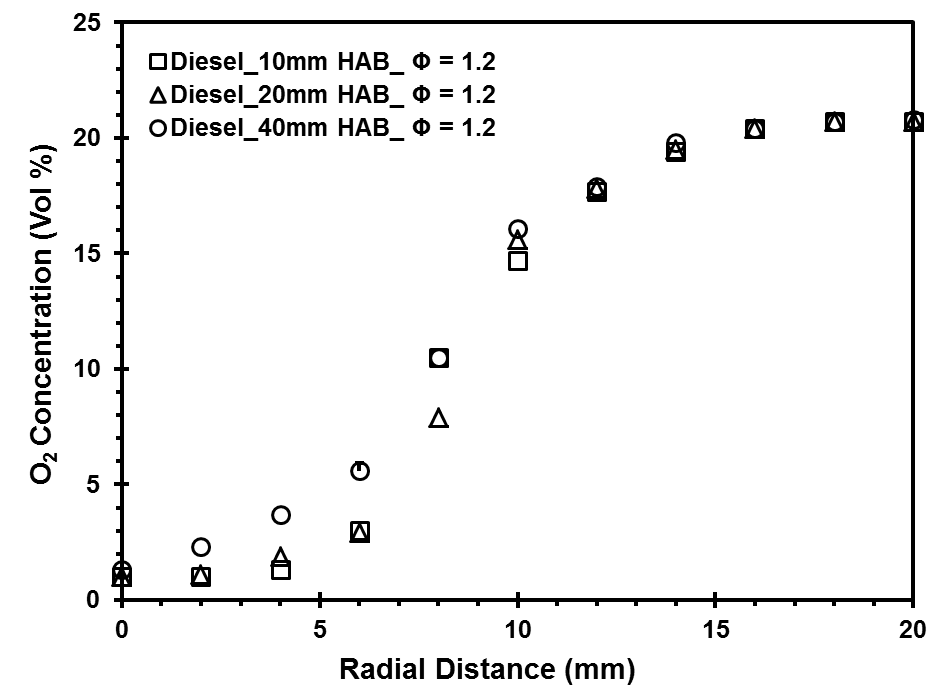 25
20
15
10
5
0
O₂ Concentration (Vol %)
Diesel_10mm HAB_ Φ = 1.2
Diesel_20mm HAB_ Φ = 1.2
Diesel_40mm HAB_ Φ = 1.2
0 5 10 15 20
Radial Distance (mm)